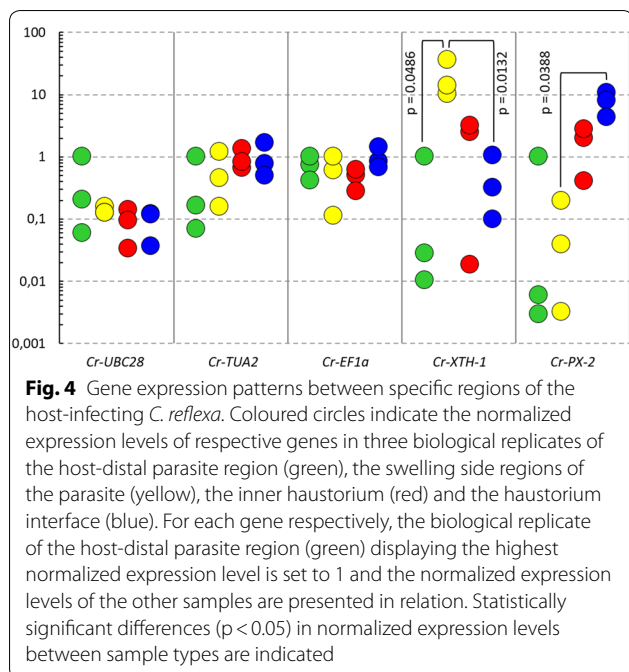 100
10
1
0,1
0,01
0,001
p = 0.0486
p = 0.0132
p = 0.0388
Cr-UBC28 Cr-TUA2 Cr-EF1a Cr-XTH-1 Cr-PX-2
Fig. 4 Gene expression patterns between specific regions of the
host-infecting C. reflexa. Coloured circles indicate the normalized
expression levels of respective genes in three biological replicates of
the host-distal parasite region (green), the swelling side regions of
the parasite (yellow), the inner haustorium (red) and the haustorium
interface (blue). For each gene respectively, the biological replicate
of the host-distal parasite region (green) displaying the highest
normalized expression level is set to 1 and the normalized expression
levels of the other samples are presented in relation. Statistically
significant differences (p < 0.05) in normalized expression levels
between sample types are indicated